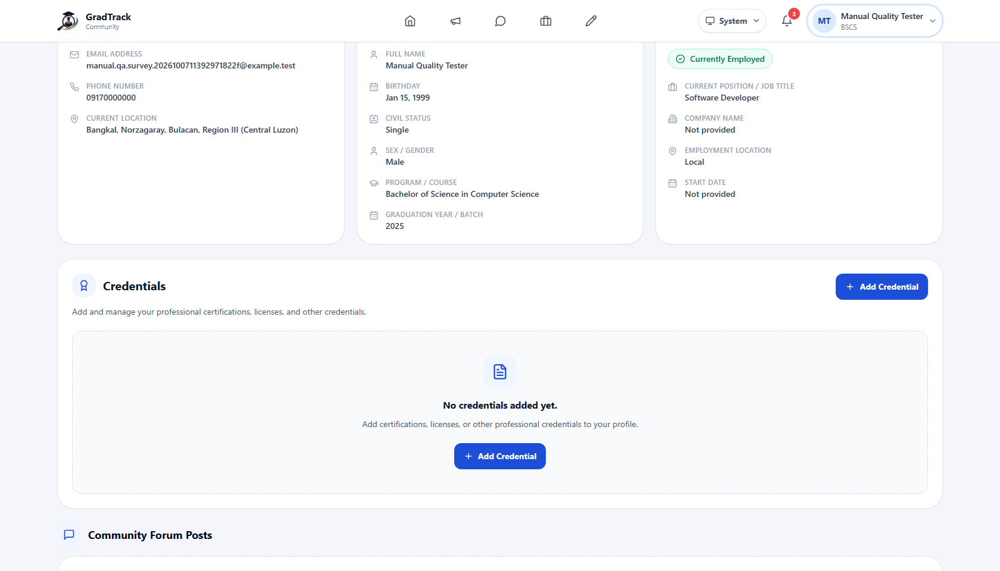 GradTrack
Community
System
3
MT
Manual Quality Tester
BSCS
EMAIL ADDRESS
manual.qa.survey.2026100711392971822f@example.test
PHONE NUMBER
09170000000
CURRENT LOCATION
Bangkal, Norzagaray, Bulacan, Region III (Central Luzon)
FULL NAME
Manual Quality Tester
BIRTHDAY
Jan 15, 1999
CIVIL STATUS
Single
SEX / GENDER
Male
PROGRAM / COURSE
Bachelor of Science in Computer Science
GRADUATION YEAR / BATCH
2025
Currently Employed
CURRENT POSITION / JOB TITLE
Software Developer
COMPANY NAME
Not provided
EMPLOYMENT LOCATION
Local
START DATE
Not provided
Credentials
Add Credential
Add and manage your professional certifications, licenses, and other credentials.
No credentials added yet.
Add certifications, licenses, or other professional credentials to your profile.
Add Credential
Community Forum Posts